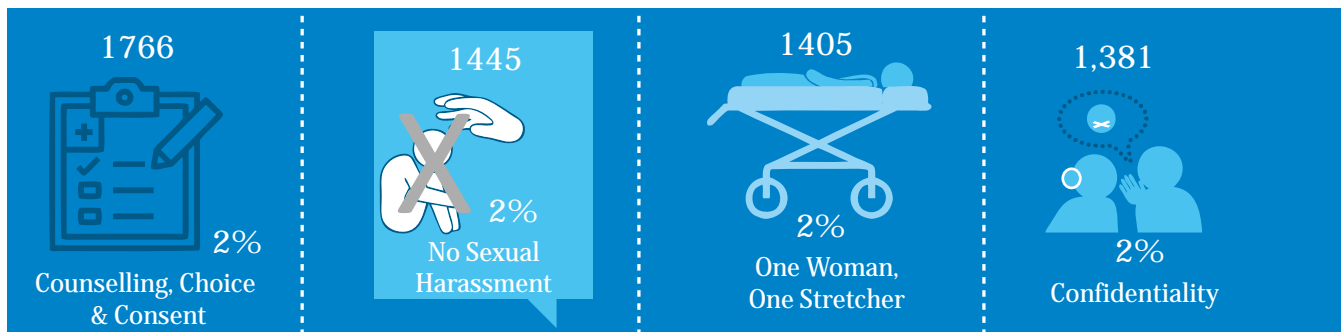 1766
2%
Counselling, Choice
& Consent
1445
2%
No Sexual
Harassment
1405
2%
One Woman,
One Stretcher
1,381
2%
Confidentiality